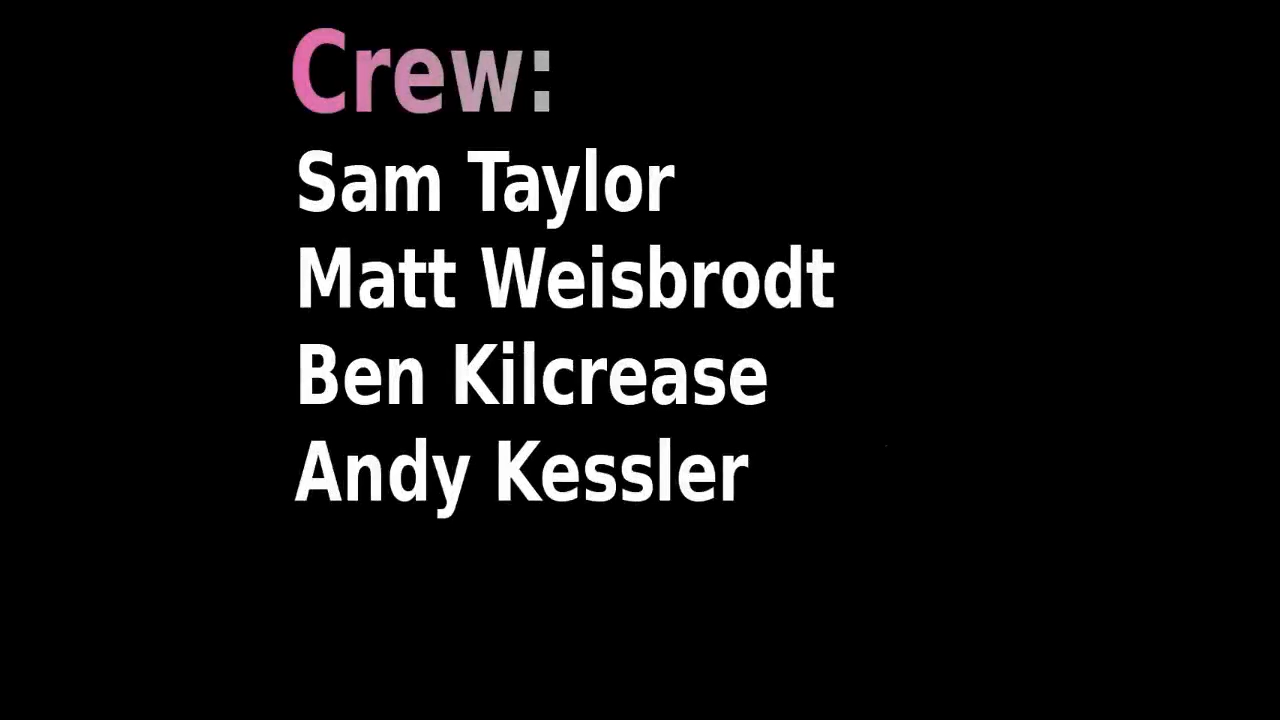 Crew:
Sam Taylor
Matt Weisbrodt
Ben Kilcrease
Andy Kessler